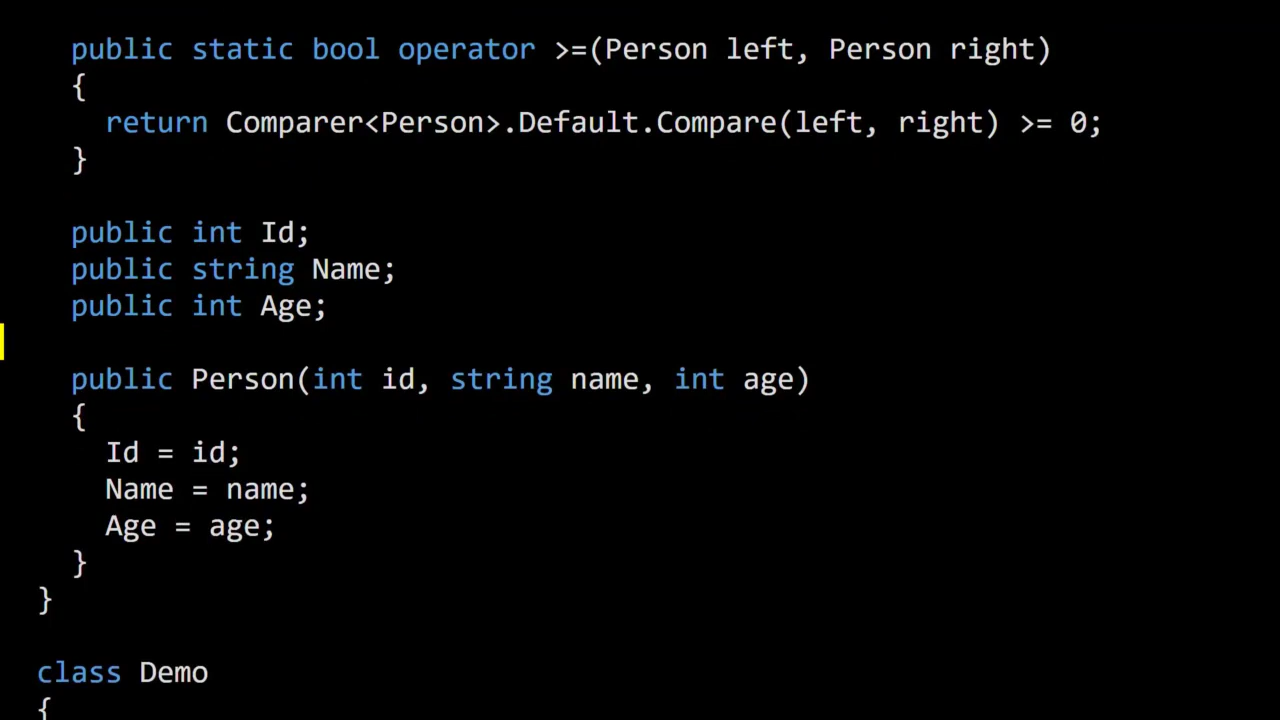 public static bool operator >=(Person left, Person right)
{
return Comparer<Person>.Default.Compare(left, right) >= 0;
}
public int Id;
public string Name;
public int Age;
public Person(int id, string name, int age)
{
Id = id;
Name = name;
Age = age;
}
}
class Demo
{